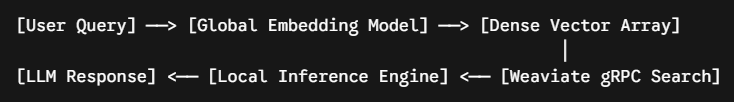 [User Query] ──> [Global Embedding Model] ──> [Dense Vector Array]
│
[LLM Response] <── [Local Inference Engine] <── [Weaviate gRPC Search]